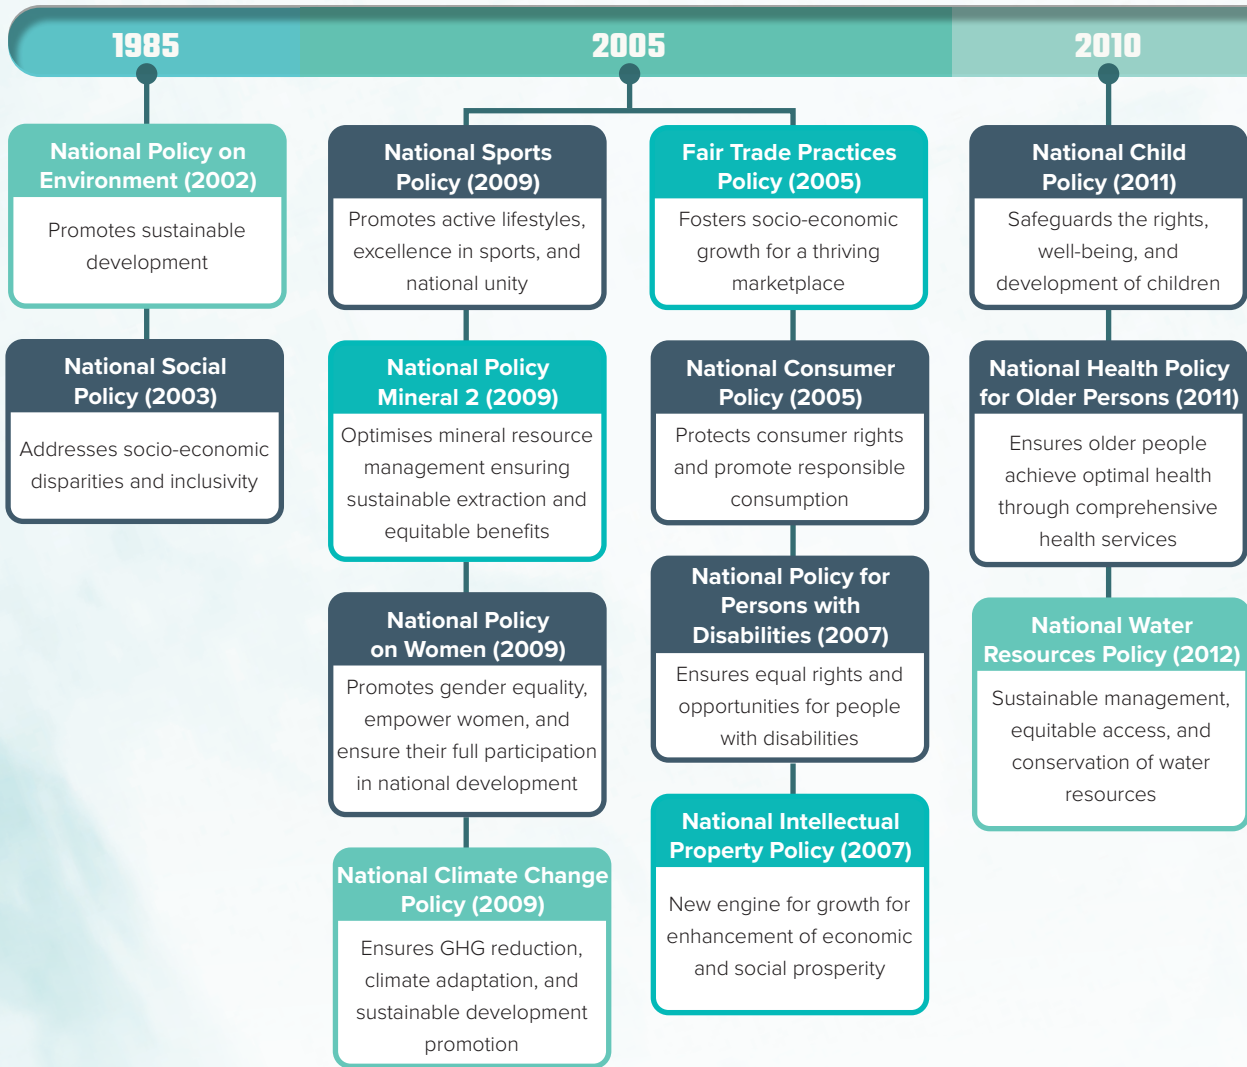 1985
2005
2010
National Policy on
Environment (2002)
Promotes sustainable
development
National Social
Policy (2003)
Addresses socio-economic
disparities and inclusivity
National Sports
Policy (2009)
Promotes active lifestyles,
excellence in sports, and
national unity
National Policy
Mineral 2 (2009)
Optimises mineral resource
management ensuring
sustainable extraction and
equitable benefits
National Policy
on Women (2009)
Promotes gender equality,
empower women, and
ensure their full participation
in national development
National Climate Change
Policy (2009)
Ensures GHG reduction,
climate adaptation, and
sustainable development
promotion
Fair Trade Practices
Policy (2005)
Fosters socio-economic
growth for a thriving
marketplace
National Consumer
Policy (2005)
Protects consumer rights
and promote responsible
consumption
National Policy for
Persons with
Disabilities (2007)
Ensures equal rights and
opportunities for people
with disabilities
National Intellectual
Property Policy (2007)
New engine for growth for
enhancement of economic
and social prosperity
National Child
Policy (2011)
Safeguards the rights,
well-being, and
development of children
National Health Policy
for Older Persons (2011)
Ensures older people
achieve optimal health
through comprehensive
health services
National Water
Resources Policy (2012)
Sustainable management,
equitable access, and
conservation of water
resources